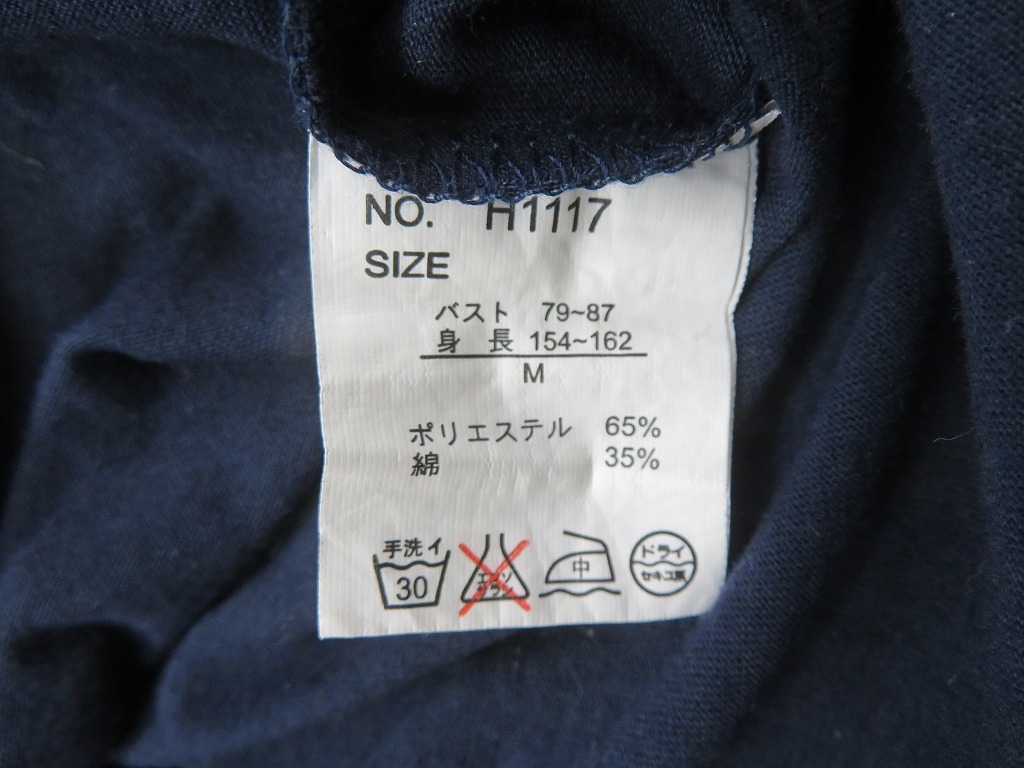 NO. H1117
SIZE
バスト 79~87
身 長 154~162
M
ポリエステル 65%
綿 35%
手洗イ
30
中
ドライ
セキユ系